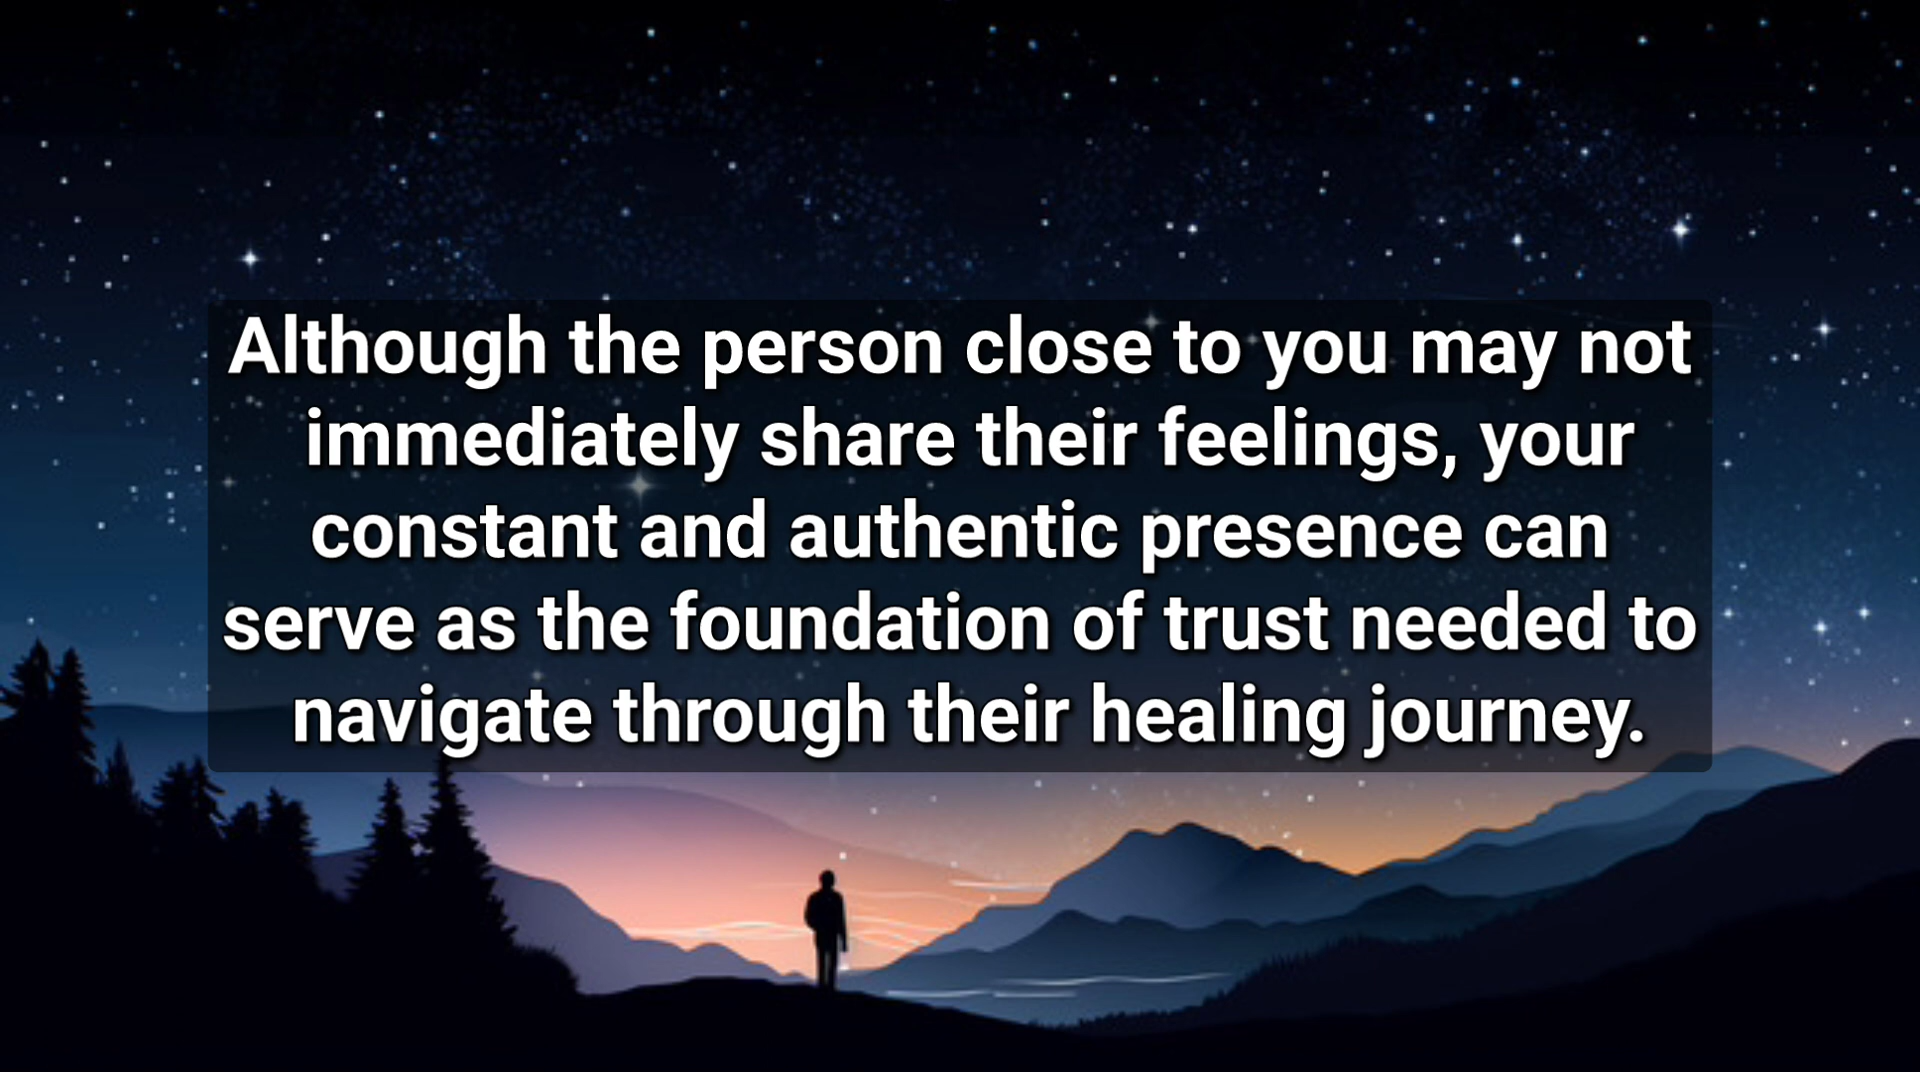 Although the person close to you may not
immediately share their feelings, your
constant and authentic presence can
serve as the foundation of trust needed to
navigate through their healing journey.